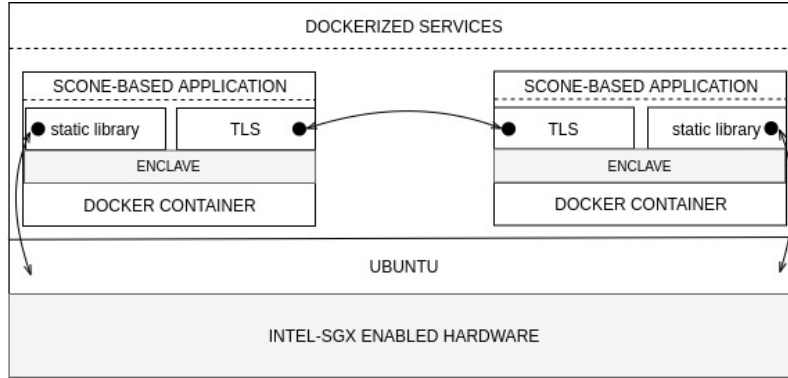 DOCKERIZED SERVICES
SCONE-BASED APPLICATION
static library
TLS
ENCLAVE
DOCKER CONTAINER
SCONE-BASED APPLICATION
TLS
static library
ENCLAVE
DOCKER CONTAINER
UBUNTU
INTEL-SGX ENABLED HARDWARE